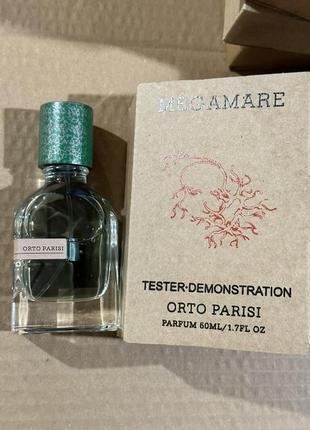 MEGAMARE
TESTER·DEMONSTRATION
ORTO PARISI
PARFUM 50ML/1.7FL OZ
ORTO PARISI